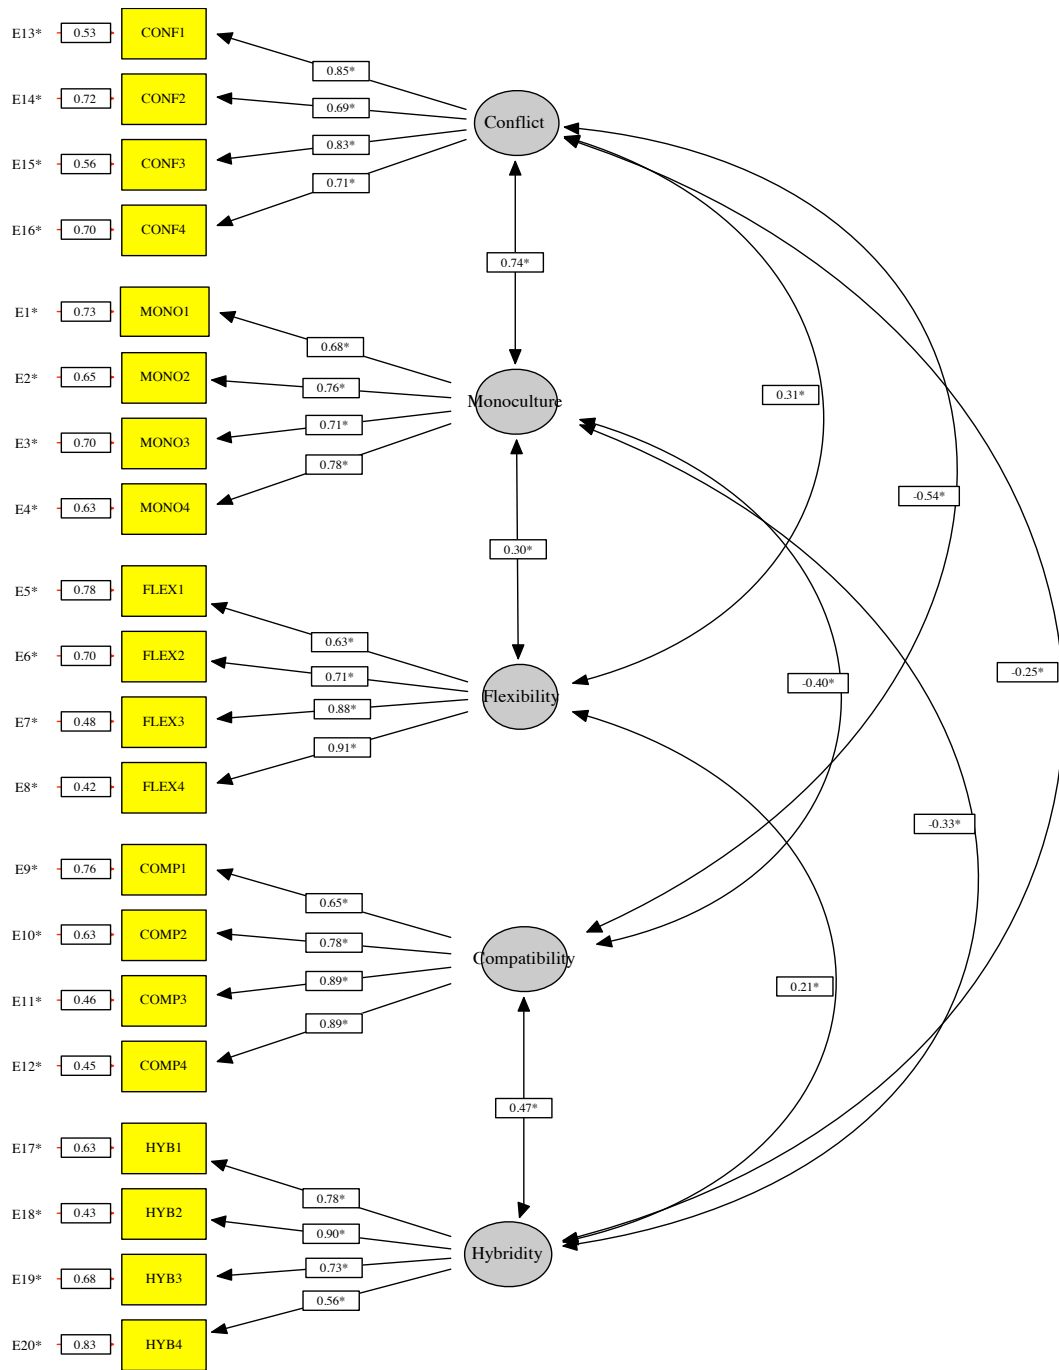 E13* 0.53 CONF1
0.85*
E14* 0.72 CONF2
0.69*
Conflict
E15* 0.56 CONF3
0.83*
0.71*
E16* 0.70 CONF4
0.74*
E1* 0.73 MONO1
0.68*
E2* 0.65 MONO2
0.76*
Monoculture
0.31*
0.71*
E3* 0.70 MONO3
0.78*
-0.54*
E4* 0.63 MONO4
0.30*
E5* 0.78 FLEX1
0.63*
E6* 0.70 FLEX2
0.71*
-0.25*
-0.40*
Flexibility
0.88*
E7* 0.48 FLEX3
0.91*
E8* 0.42 FLEX4
-0.33*
E9* 0.76 COMP1
0.65*
E10* 0.63 COMP2
0.78*
Compatibility
0.89*
0.21*
E11* 0.46 COMP3
0.89*
E12* 0.45 COMP4
0.47*
E17* 0.63 HYB1
0.78*
E18* 0.43 HYB2
0.90*
Hybridity
0.73*
E19* 0.68 HYB3
0.56*
E20* 0.83 HYB4